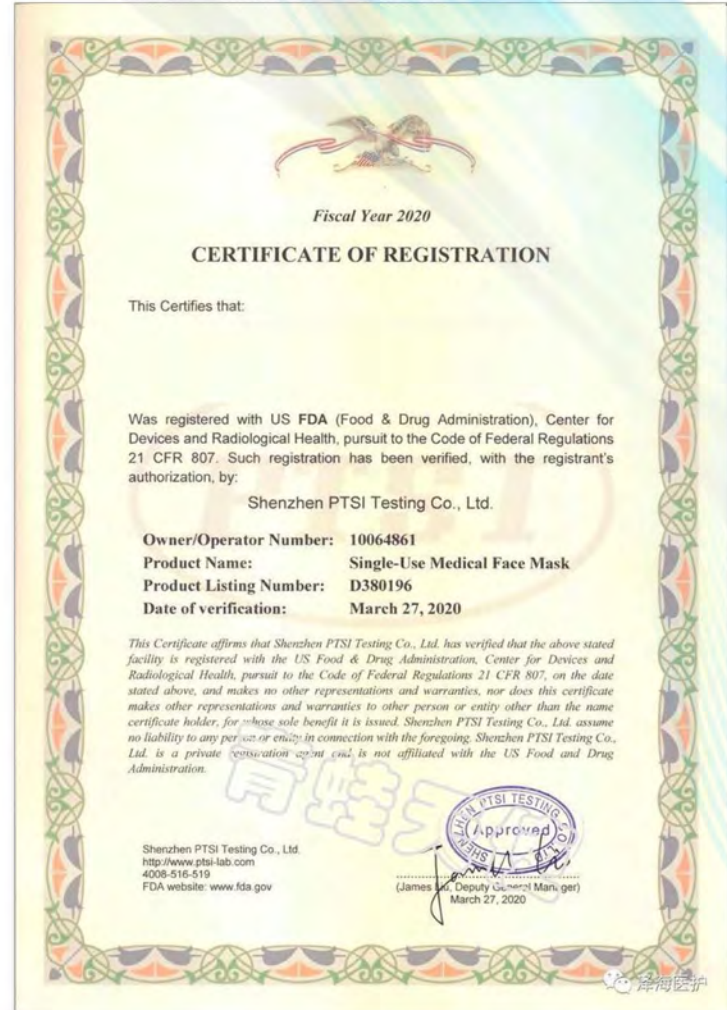 Fiscal Year 2020
CERTIFICATE OF REGISTRATION
This Certifies that:
Was registered with US FDA (Food & Drug Administration), Center for
Devices and Radiological Health, pursuit to the Code of Federal Regulations
21 CFR 807. Such registration has been verified, with the registrant's
authorization, by:
Shenzhen PTSI Testing Co., Ltd.
Owner/Operator Number: 10064861
Product Name: Single-Use Medical Face Mask
Product Listing Number: D380196
Date of verification: March 27, 2020
This Certificate affirms that Shenzhen PTSI Testing Co., Ltd. has verified that the above stated
facility is registered with the US Food & Drug Administration, Center for Devices and
Radiological Health, pursuit to the Code of Federal Regulations 21 CFR 807, on the date
stated above, and makes no other representations and warranties, nor does this certificate
makes other representations and warranties to other person or entity other than the name
certificate holder, for whose sole benefit it is issued. Shenzhen PTSI Testing Co., Ltd. assume
no liability to any person or entity in connection with the foregoing. Shenzhen PTSI Testing Co.,
Ltd. is a private registration agent and is not affiliated with the US Food and Drug
Administration.
SHENZHEN PTSI TESTING CO., LTD
Approved
Shenzhen PTSI Testing Co., Ltd.
http://www.ptsi-lab.com
4008-516-519
FDA website: www.fda.gov
(James Liu, Deputy General Manager)
March 27, 2020
泽海医护